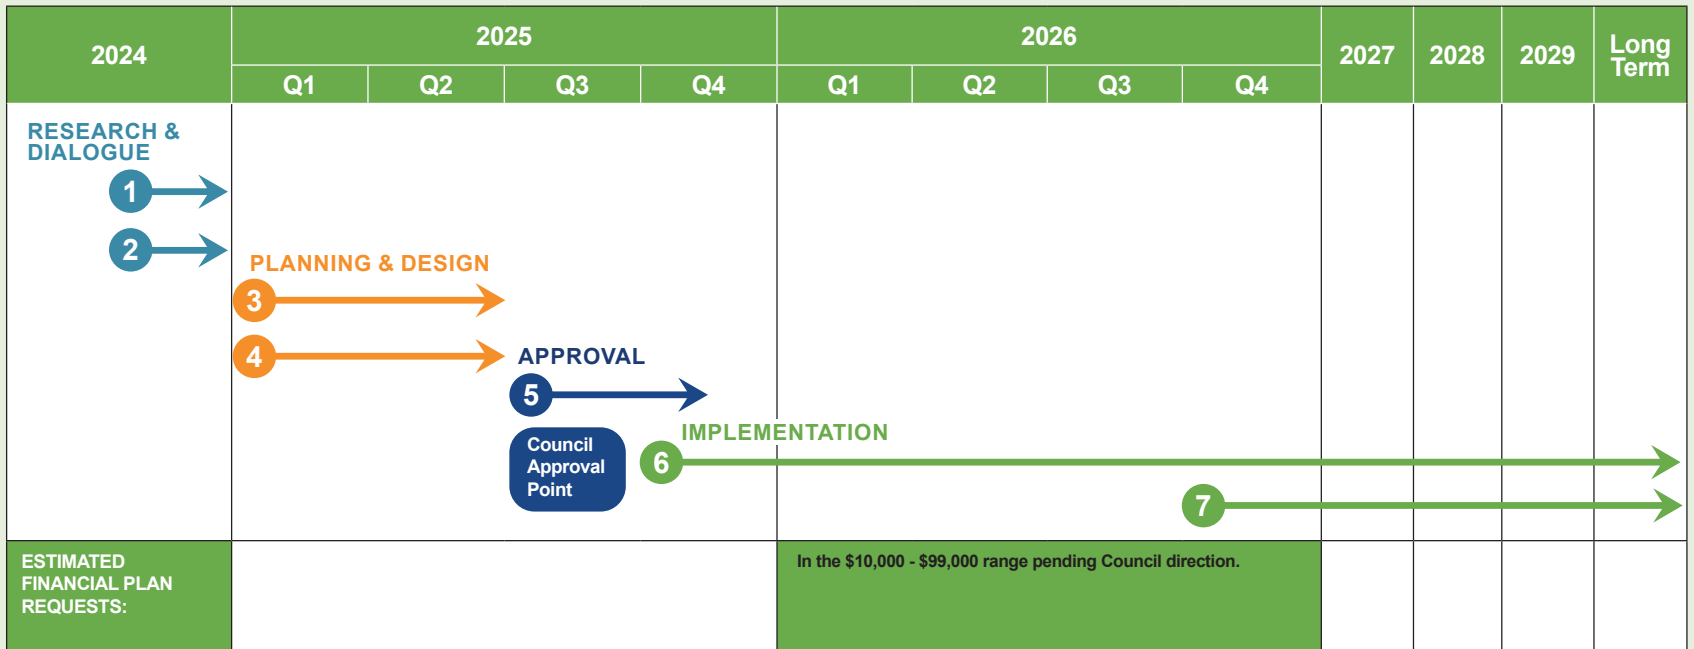 2024
2025
2026
2027
2028
2029
Long
Term
Q1
Q2
Q3
Q4
Q1
Q2
Q3
Q4
RESEARCH &
DIALOGUE
1
2
PLANNING & DESIGN
3
4
APPROVAL
5
Council
Approval
Point
IMPLEMENTATION
6
7
ESTIMATED
FINANCIAL PLAN
REQUESTS:
In the $10,000 - $99,000 range pending Council direction.